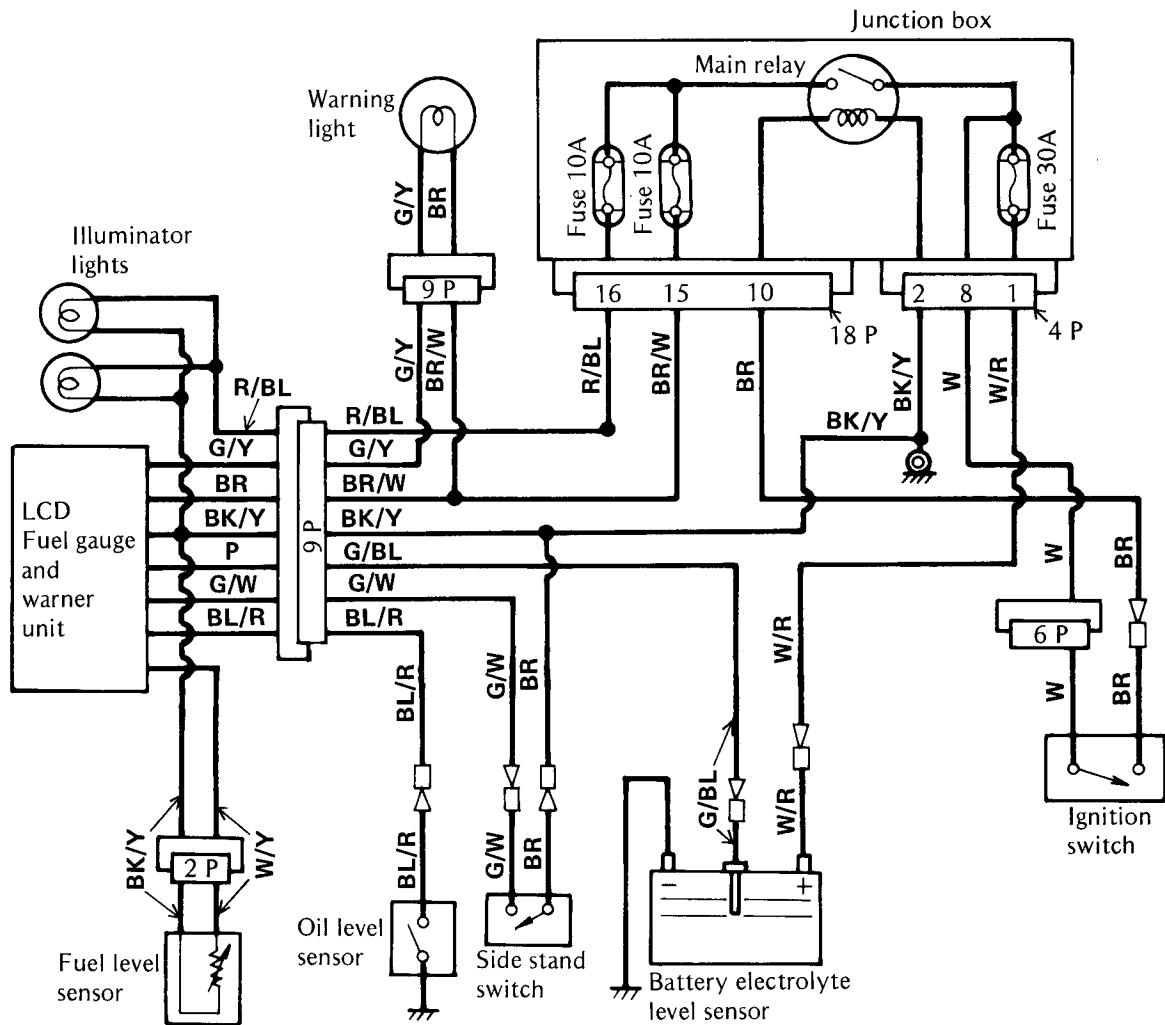 Junction box
Main relay
Warning
light
Fuse 10A
Fuse 10A
Fuse 30A
G/Y
BR
Illuminator
lights
9 P
16
15
10
2
8
1
18 P
4 P
G/Y
BR/W
R/BL
BR/W
BR
BK/Y
W
W/R
R/BL
R/BL
BK/Y
G/Y
G/Y
BR
BR/W
LCD
Fuel gauge
and
warner
unit
BK/Y
BK/Y
9 P
P
G/BL
G/W
G/W
BL/R
BL/R
W
BR
6 P
BL/R
G/W
BR
W/R
W
BR
G/BL
W/R
Ignition
switch
BK/Y
W/Y
2 P
BL/R
G/W
BR
−
+
Fuel level
sensor
Oil level
sensor
Side stand
switch
Battery electrolyte
level sensor